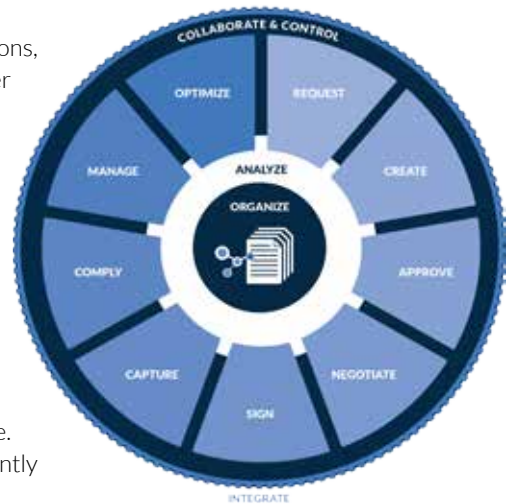 ons,
er
COLLABORATE & CONTROL
OPTIMIZE
REQUEST
MANAGE
ANALYZE
CREATE
ORGANIZE
COMPLY
APPROVE
CAPTURE
NEGOTIATE
SIGN
e.
ntly
INTEGRATE